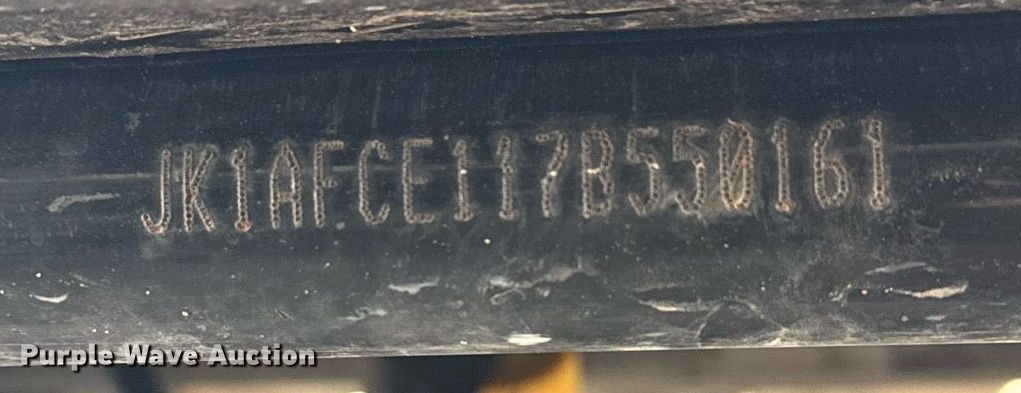 JK1AFCE117B550161
Purple Wave Auction